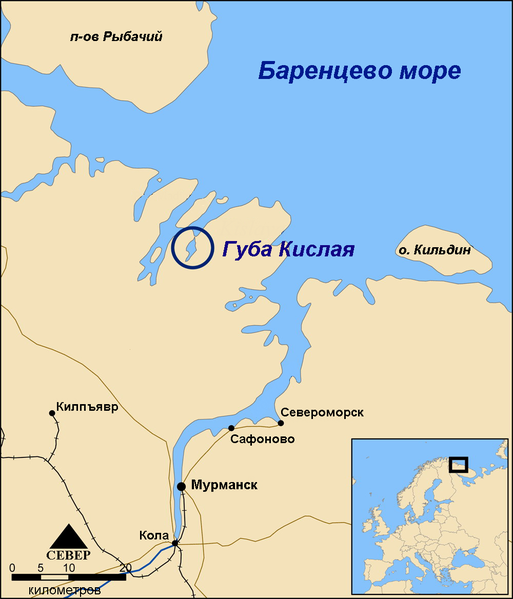 п-ов Рыбачий
Баренцево море
Губа Кислая
о. Кильдин
Килпъявр
Североморск
Сафоново
Мурманск
Кола
СЕВЕР
0 5 10 20
километров